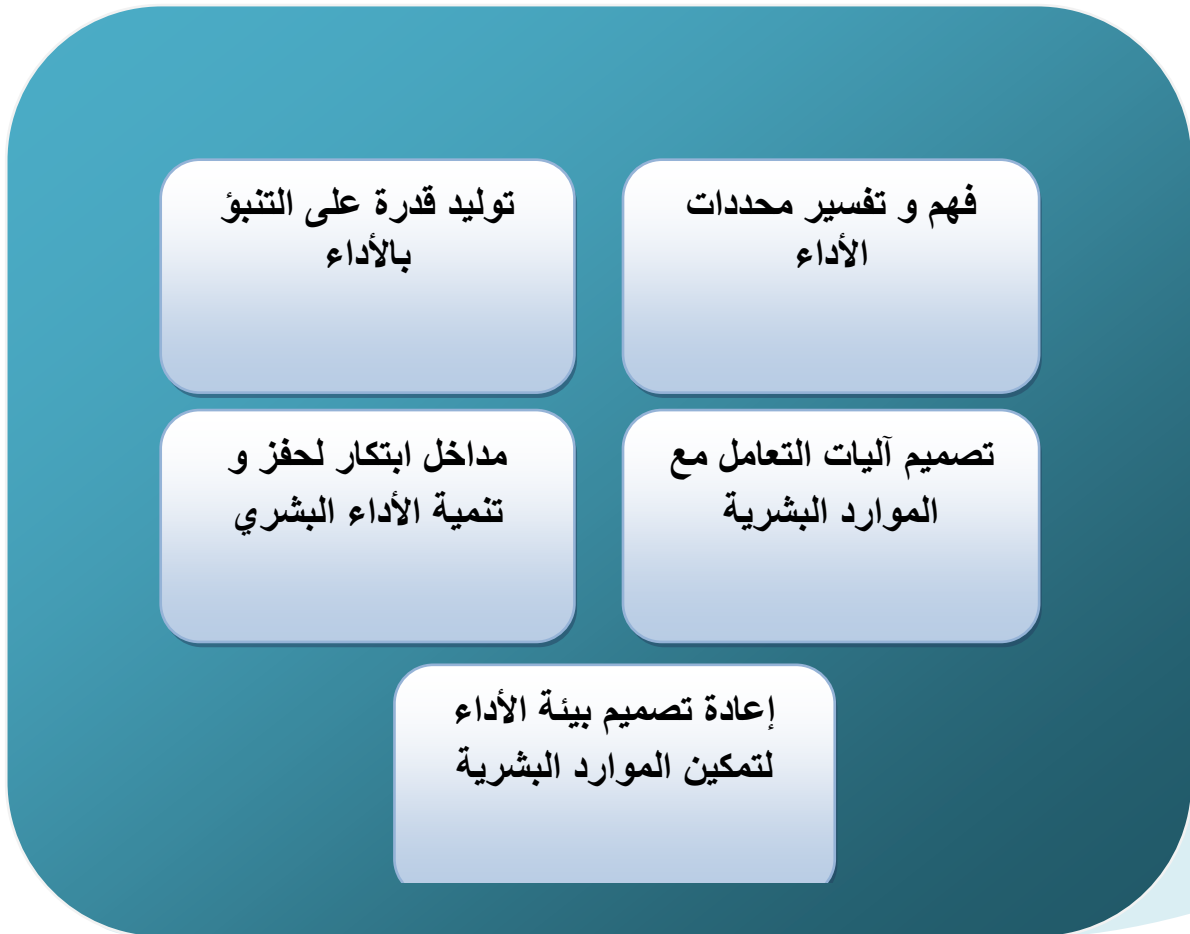 فهم و تفسير محددات
الأداء
توليد قدرة على التنبؤ
بالأداء
تصميم آليات التعامل مع
الموارد البشرية
مداخل ابتكار لحفز و
تنمية الأداء البشري
إعادة تصميم بيئة الأداء
لتمكين الموارد البشرية